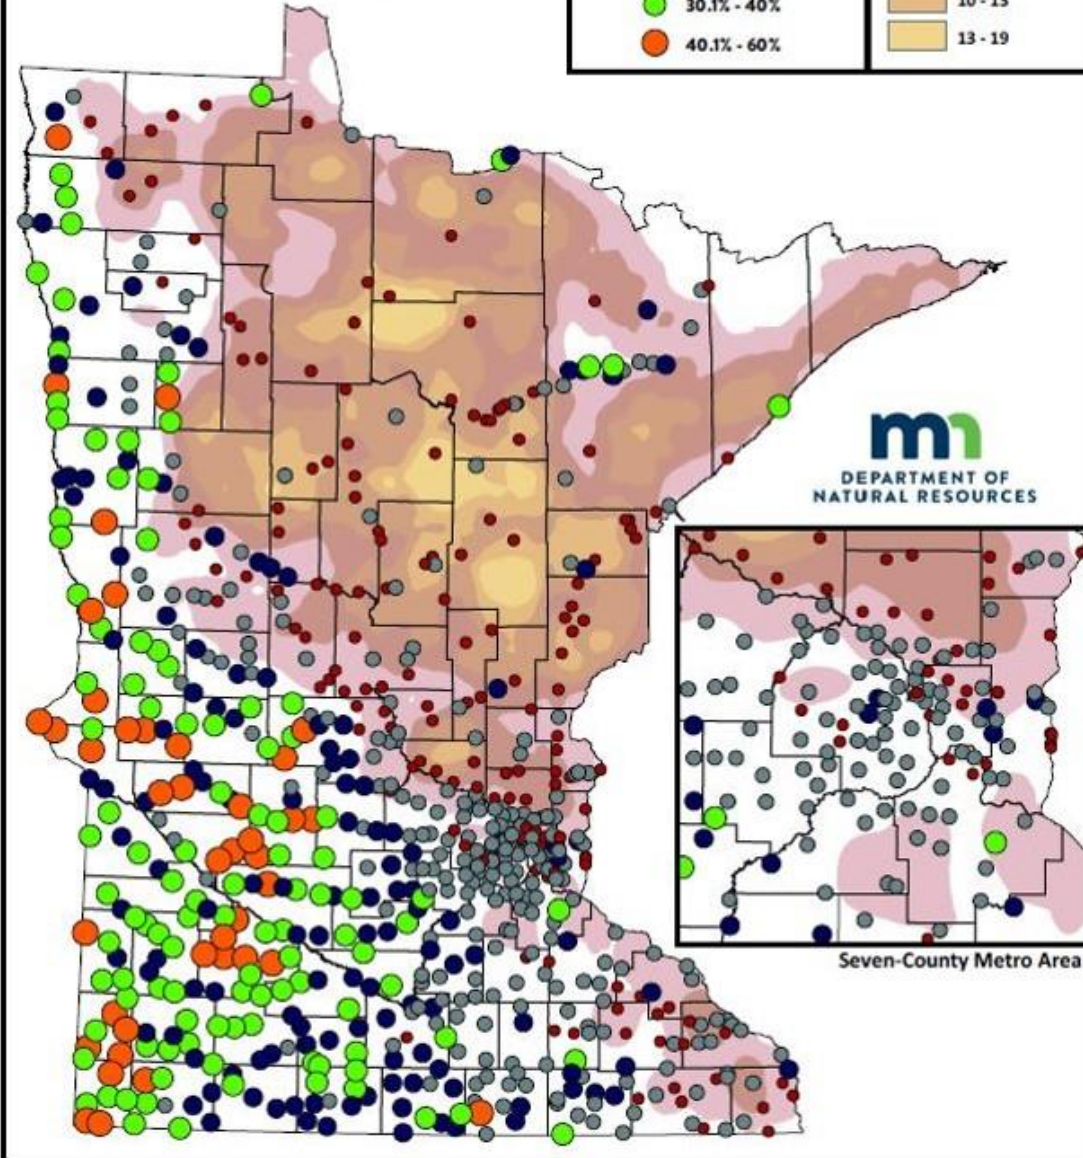 30.1% - 40%
40.1% - 60%
10 - 13
13 - 19
mn
DEPARTMENT OF
NATURAL RESOURCES
Seven-County Metro Area